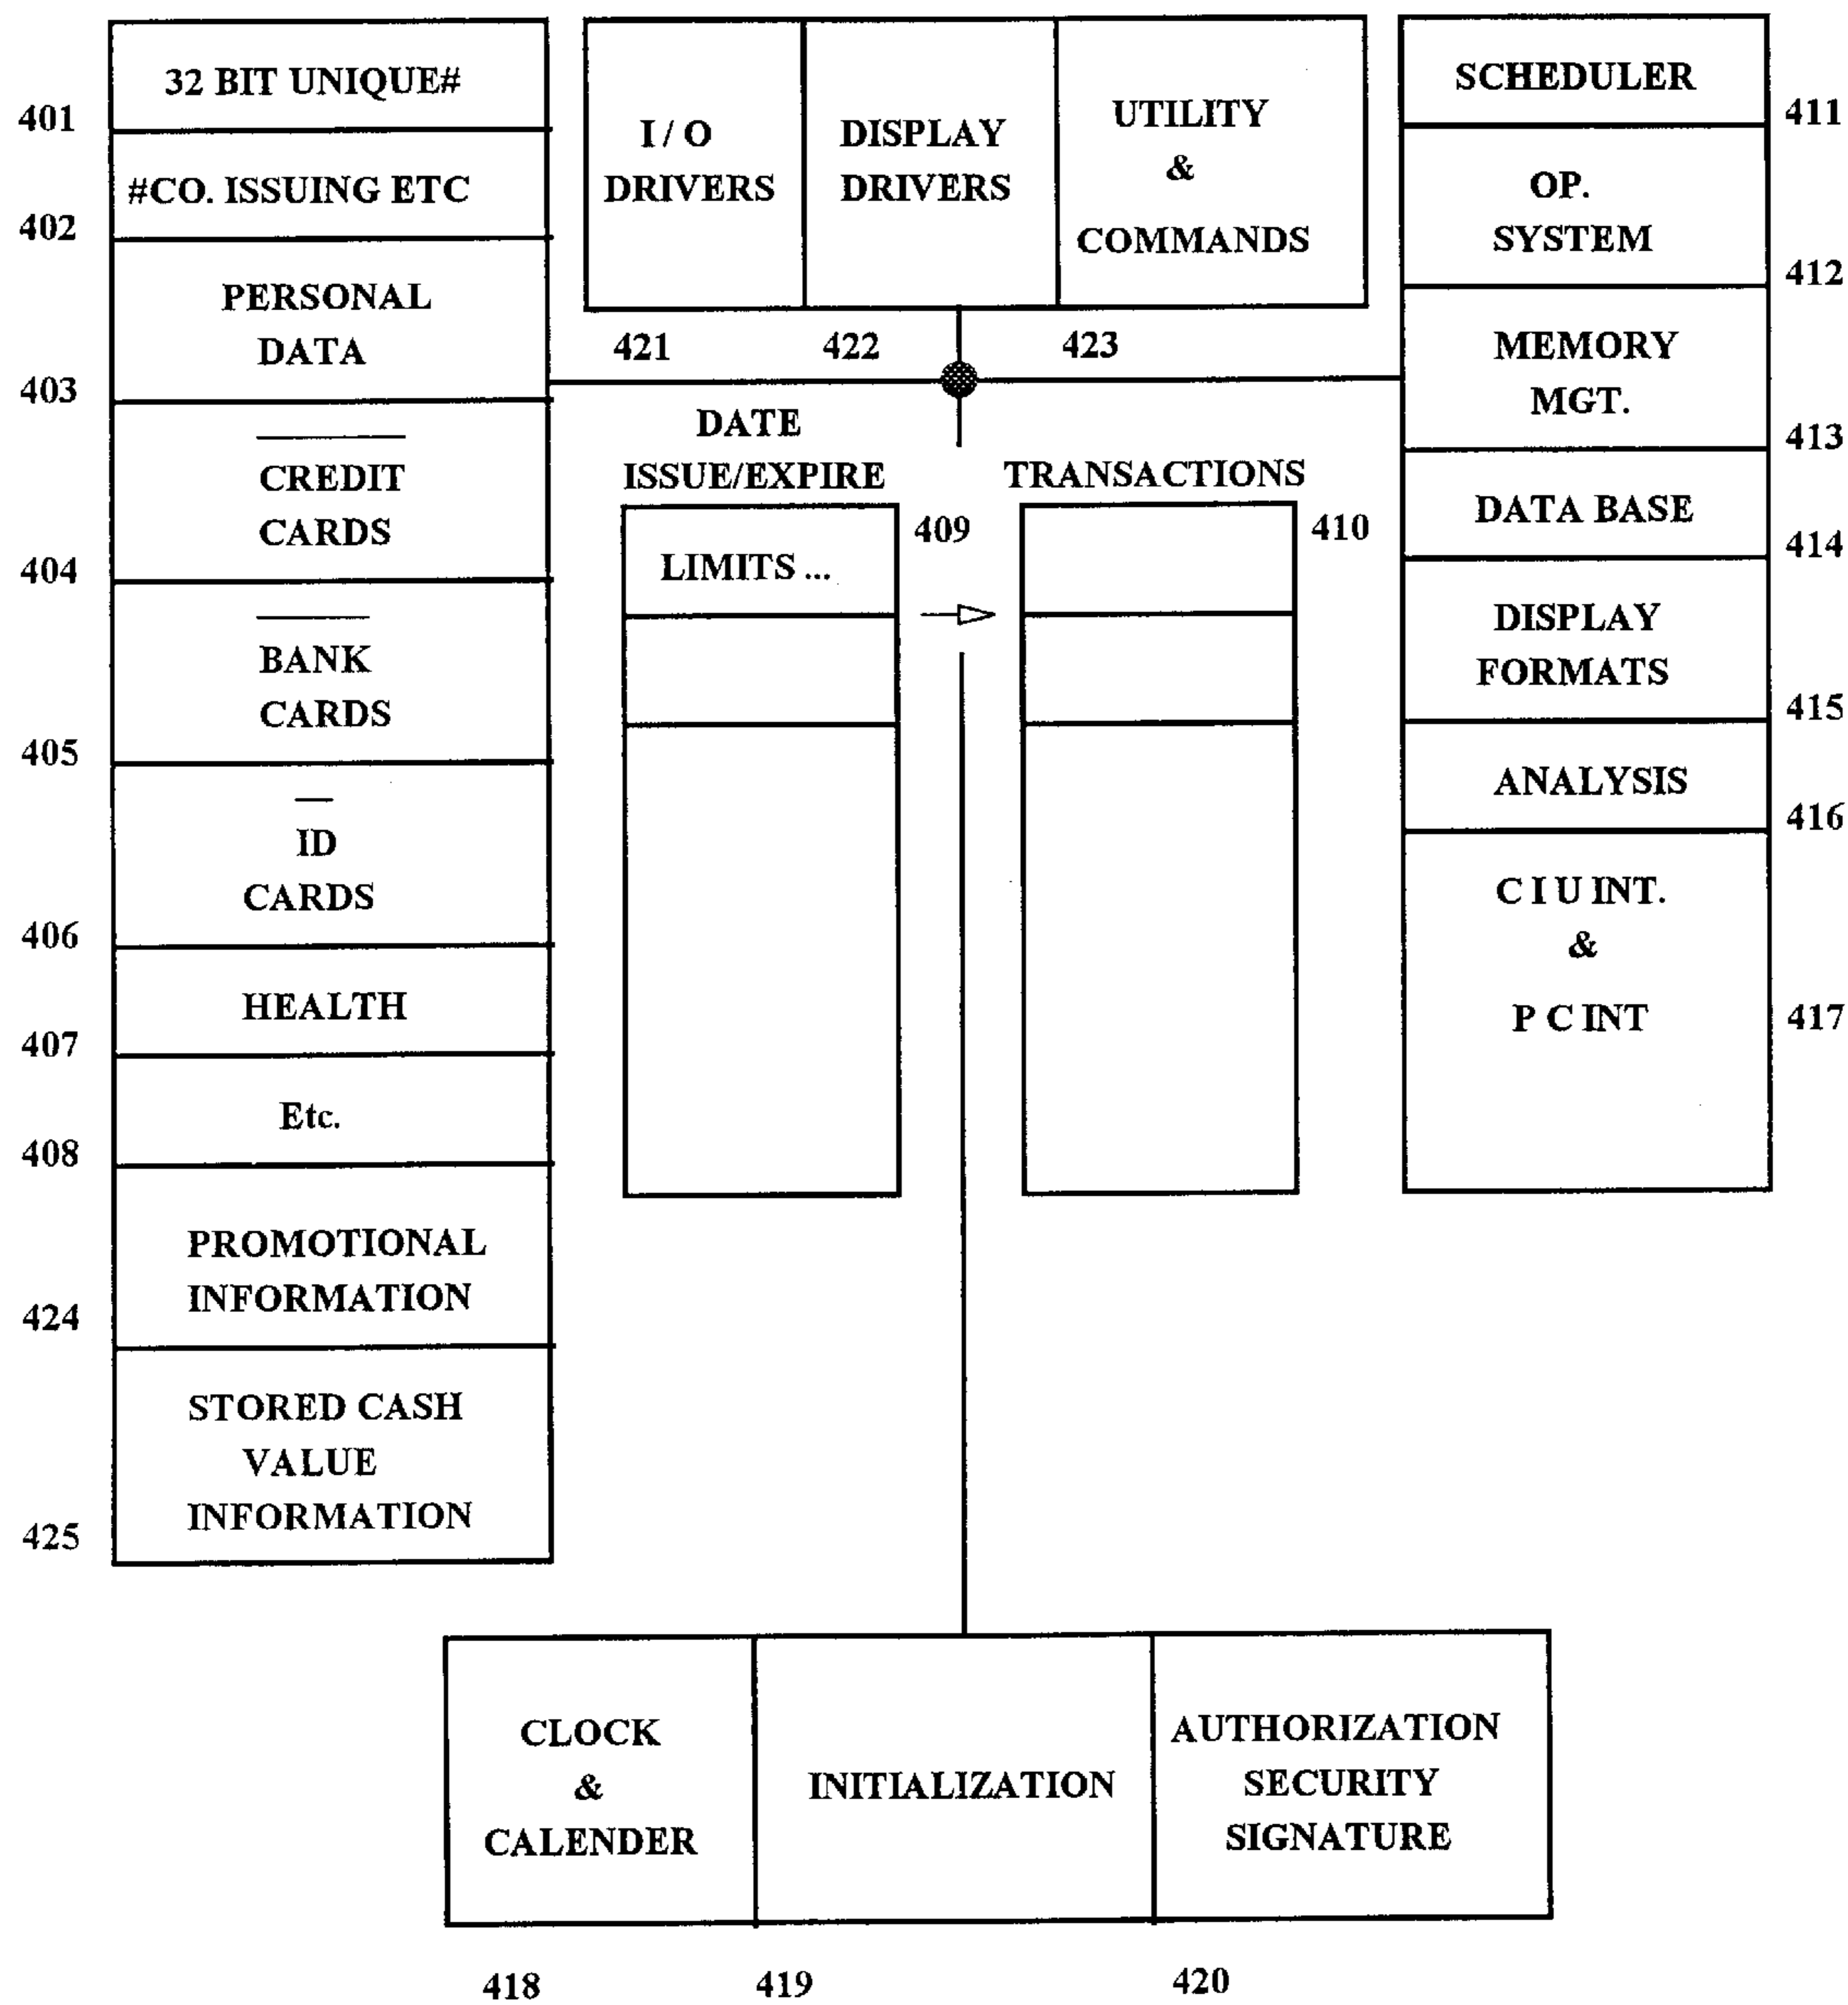 32 BIT UNIQUE#
401
#CO. ISSUING ETC
402
PERSONAL
DATA
403
CREDIT
CARDS
404
BANK
CARDS
405
ID
CARDS
406
HEALTH
407
Etc.
408
PROMOTIONAL
INFORMATION
424
STORED CASH
VALUE
INFORMATION
425
I / O
DRIVERS
421
DISPLAY
DRIVERS
422
UTILITY
&
COMMANDS
423
DATE
ISSUE/EXPIRE
409
LIMITS ...
TRANSACTIONS
410
SCHEDULER
411
OP.
SYSTEM
412
MEMORY
MGT.
413
DATA BASE
414
DISPLAY
FORMATS
415
ANALYSIS
416
C I U INT.
&
P C INT
417
CLOCK
&
CALENDER
418
INITIALIZATION
419
AUTHORIZATION
SECURITY
SIGNATURE
420